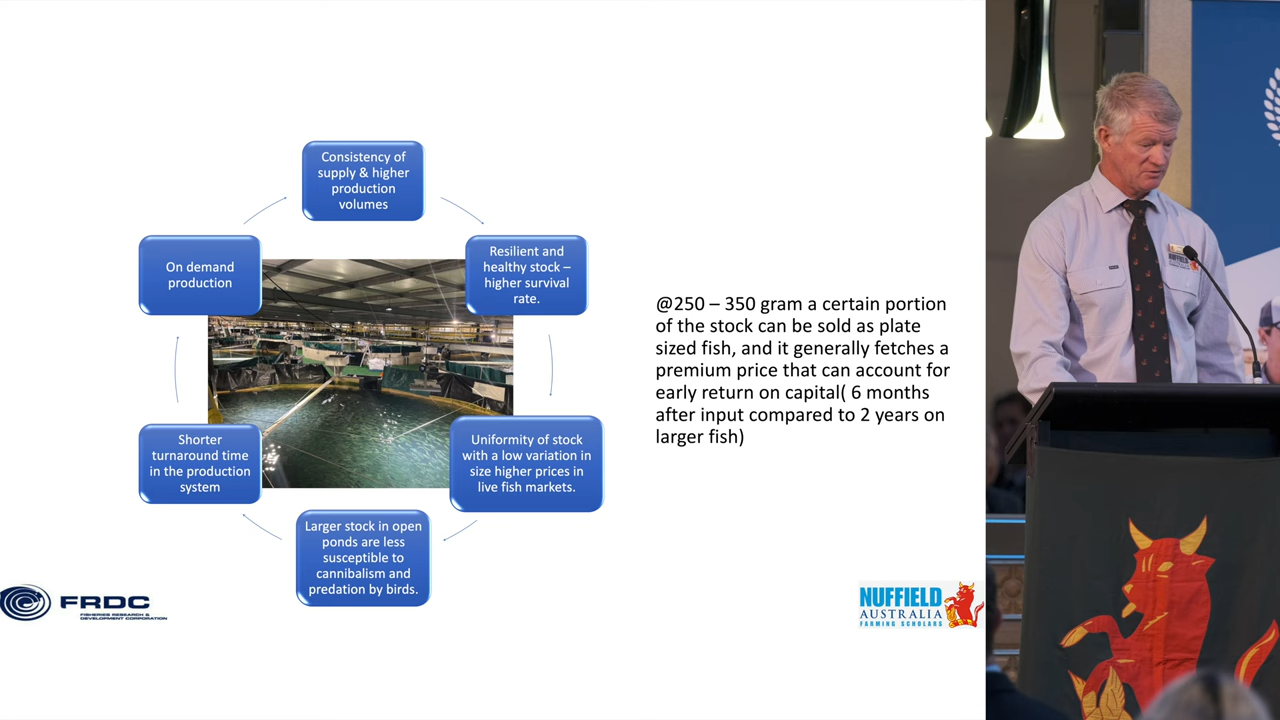 Consistency of
supply & higher
production
volumes
On demand
production
Resilient and
healthy stock –
higher survival
rate.
@250 – 350 gram a certain portion
of the stock can be sold as plate
sized fish, and it generally fetches a
premium price that can account for
early return on capital( 6 months
after input compared to 2 years on
larger fish)
Shorter
turnaround time
in the production
system
Uniformity of stock
with a low variation in
size higher prices in
live fish markets.
Larger stock in open
ponds are less
susceptible to
cannibalism and
predation by birds.
FRDC
FISHERIES RESEARCH &
DEVELOPMENT CORPORATION
NUFFIELD
AUSTRALIA
FARMING SCHOLARS
NUFFIELD